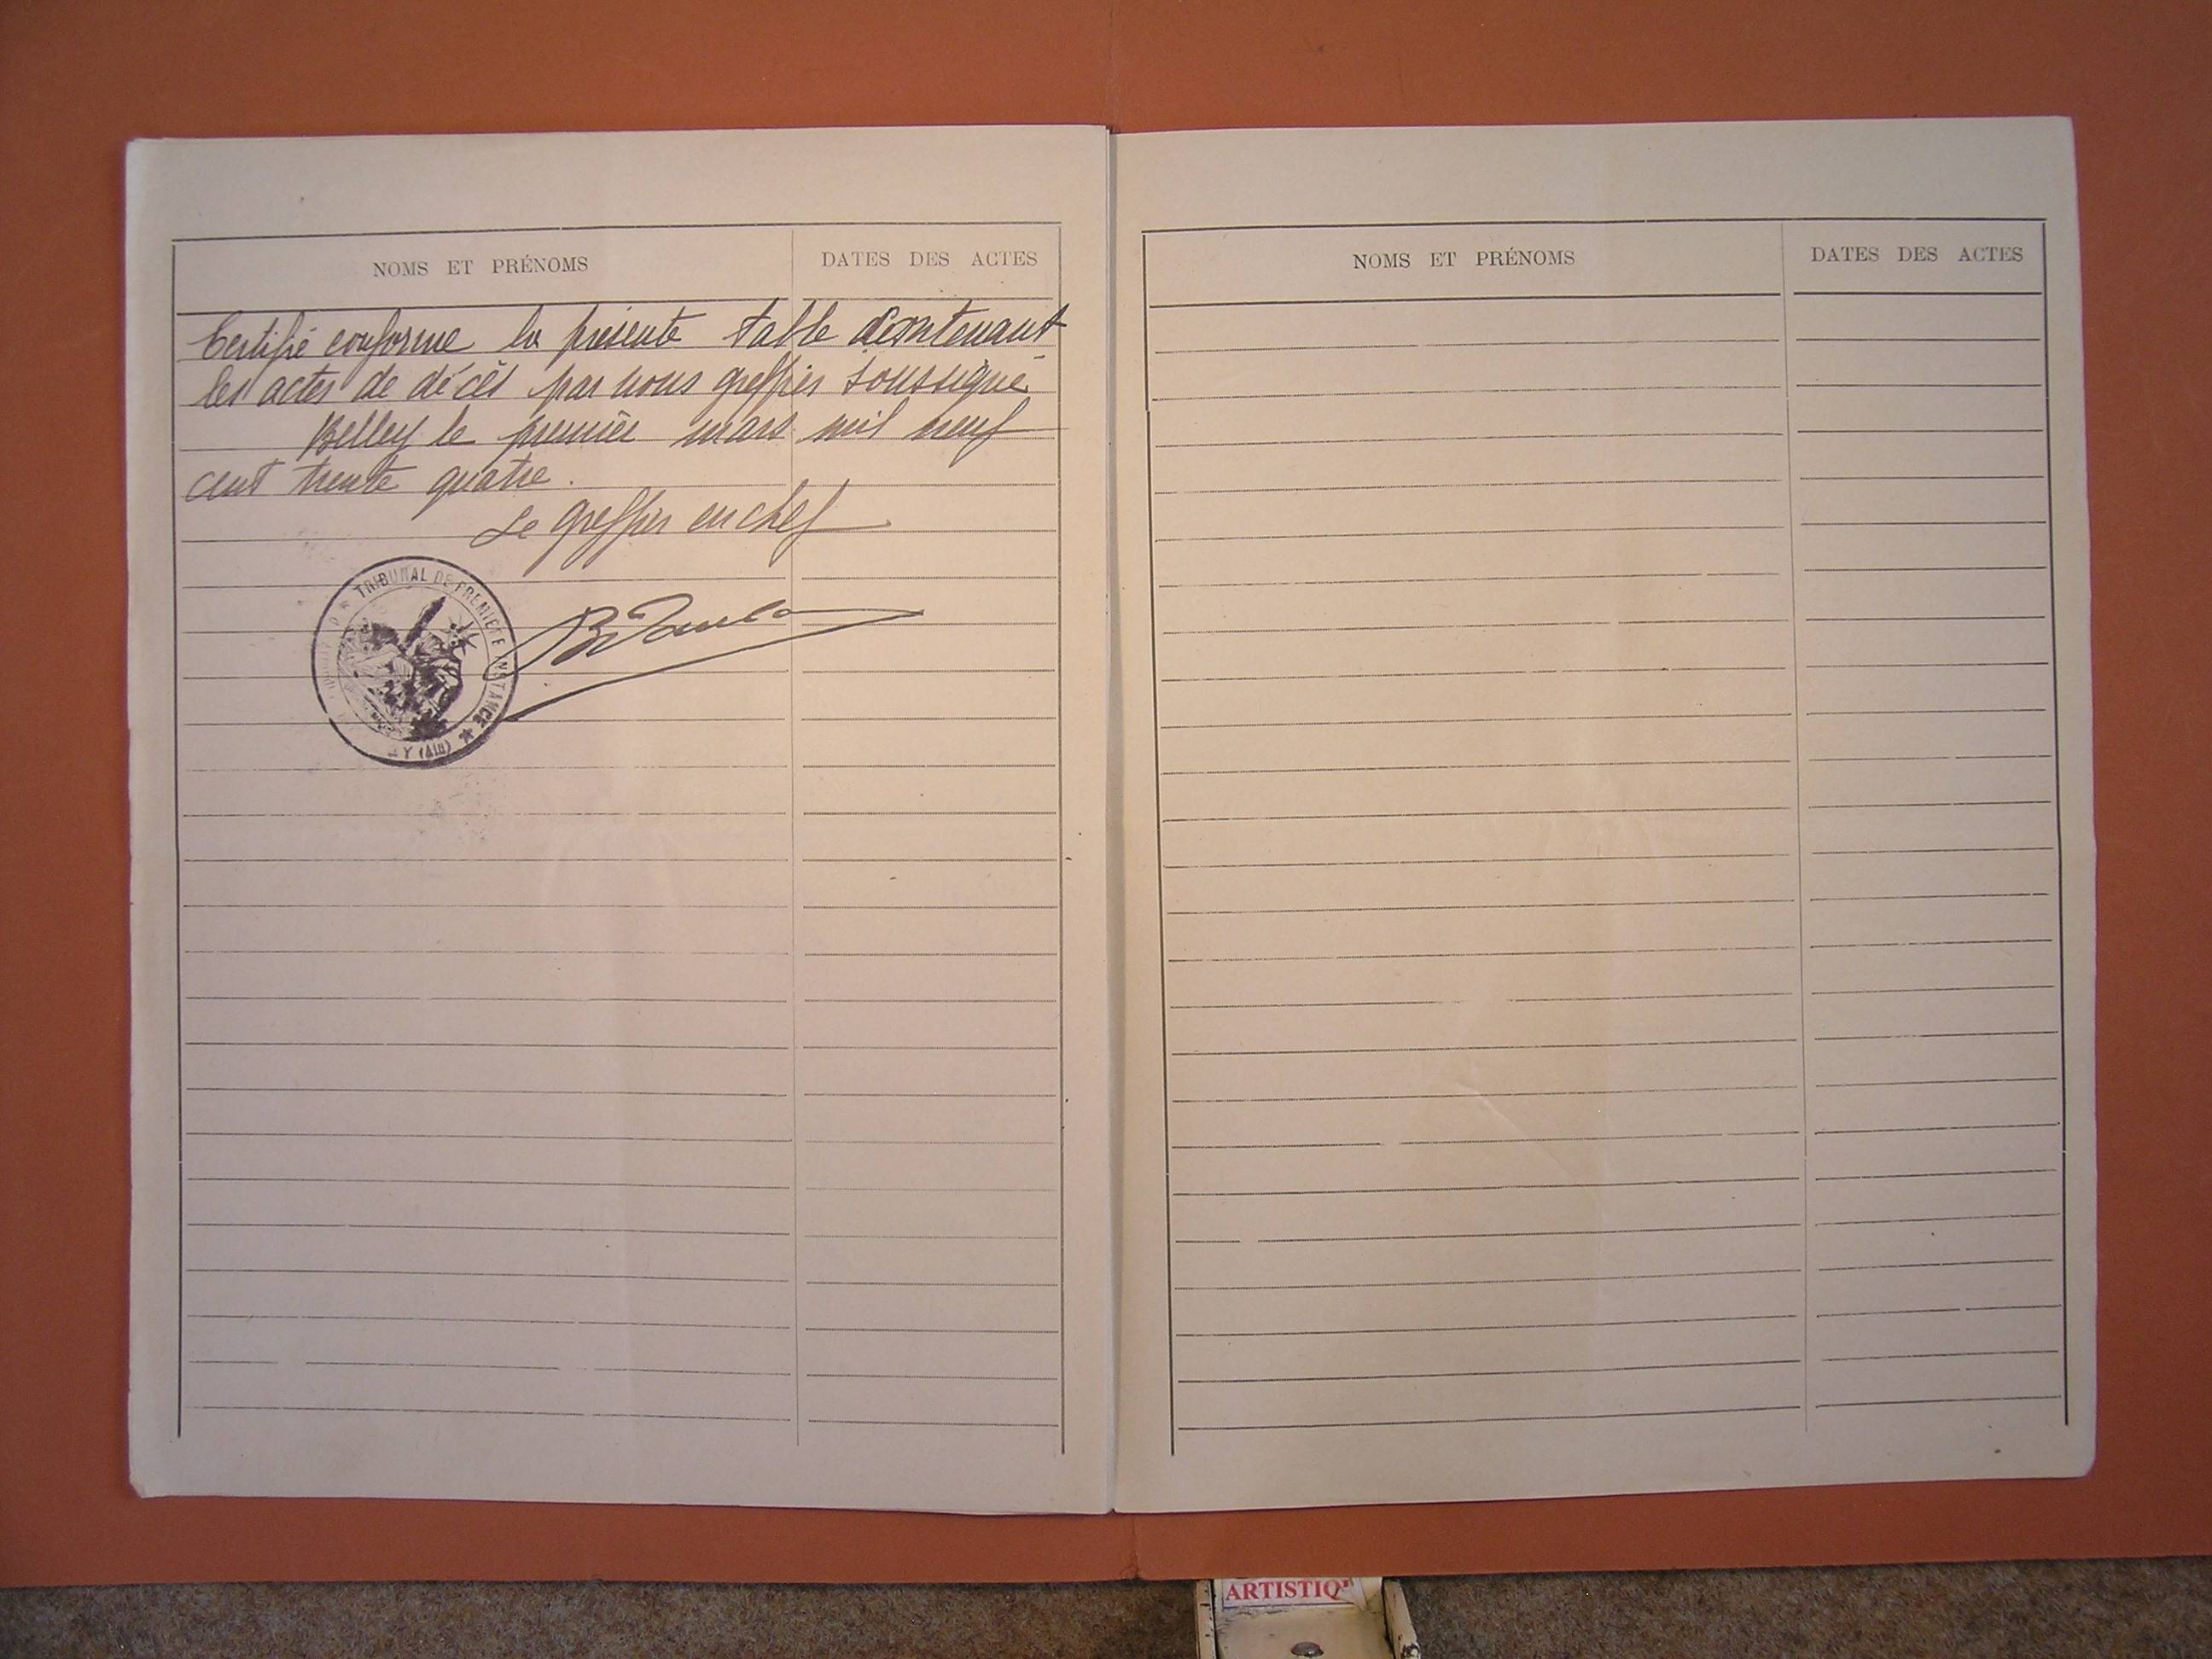 NOMS ET PRÉNOMS DATES DES ACTES
Certifié conforme la présente table contenant
les actes de décès par nous greffier soussigné
Belley le premier mars mil neuf
cent trente quatre.
Le greffier en chef
TRIBUNAL DE PREMIÈRE INSTANCE
Y (AIN)
NOMS ET PRÉNOMS DATES DES ACTES
ARTISTIQ